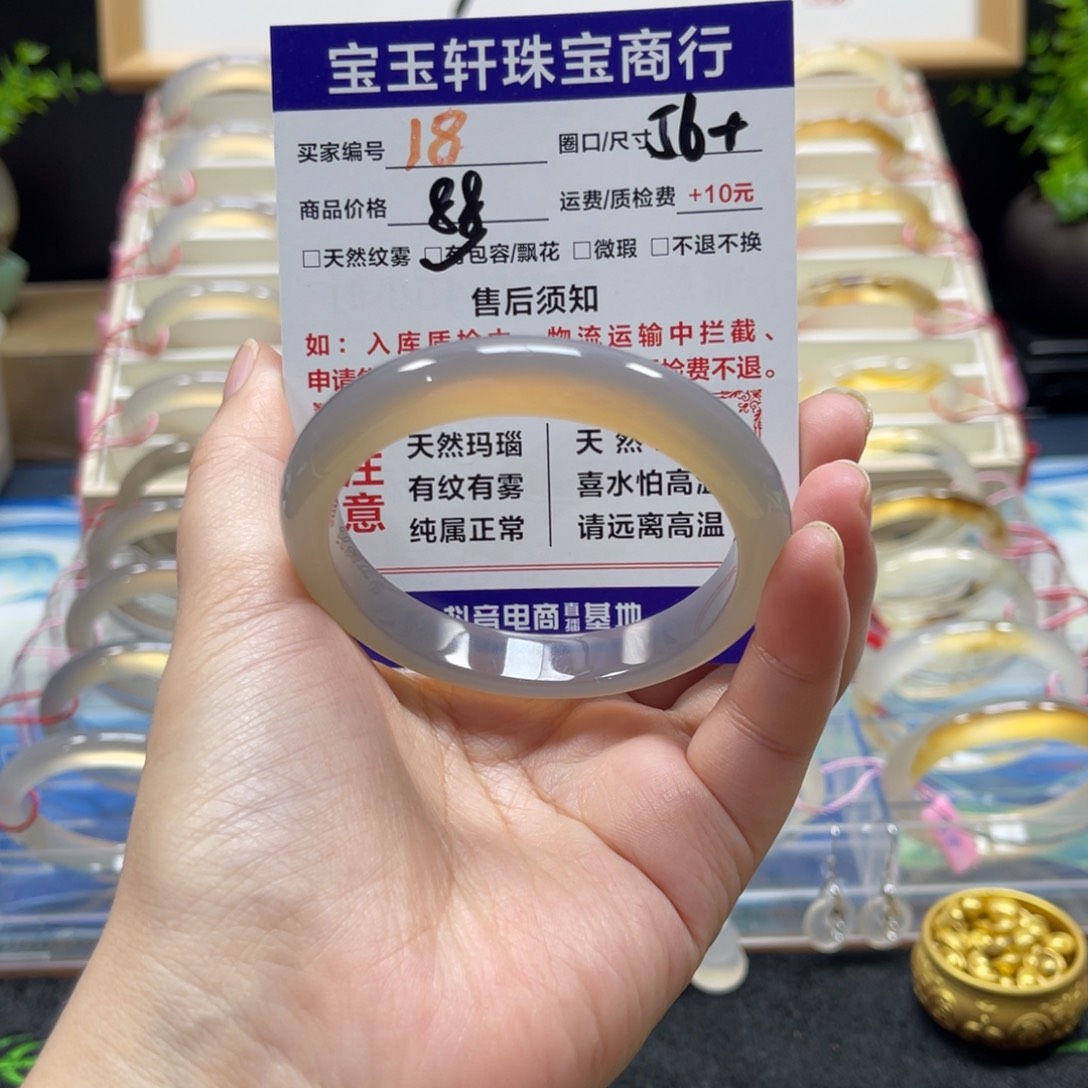 宝玉轩珠宝商行
买家编号 18 圈口/尺寸 56+
商品价格 88 运费/质检费 +10元
□天然纹雾 □有包容/飘花 □微瑕 □不退不换
售后须知
如：入库质检中、物流运输中拦截、
申请 检费不退。
注意
天然玛瑙 天然
有纹有雾 喜水怕高温
纯属正常 请远离高温
抖音电商直播基地